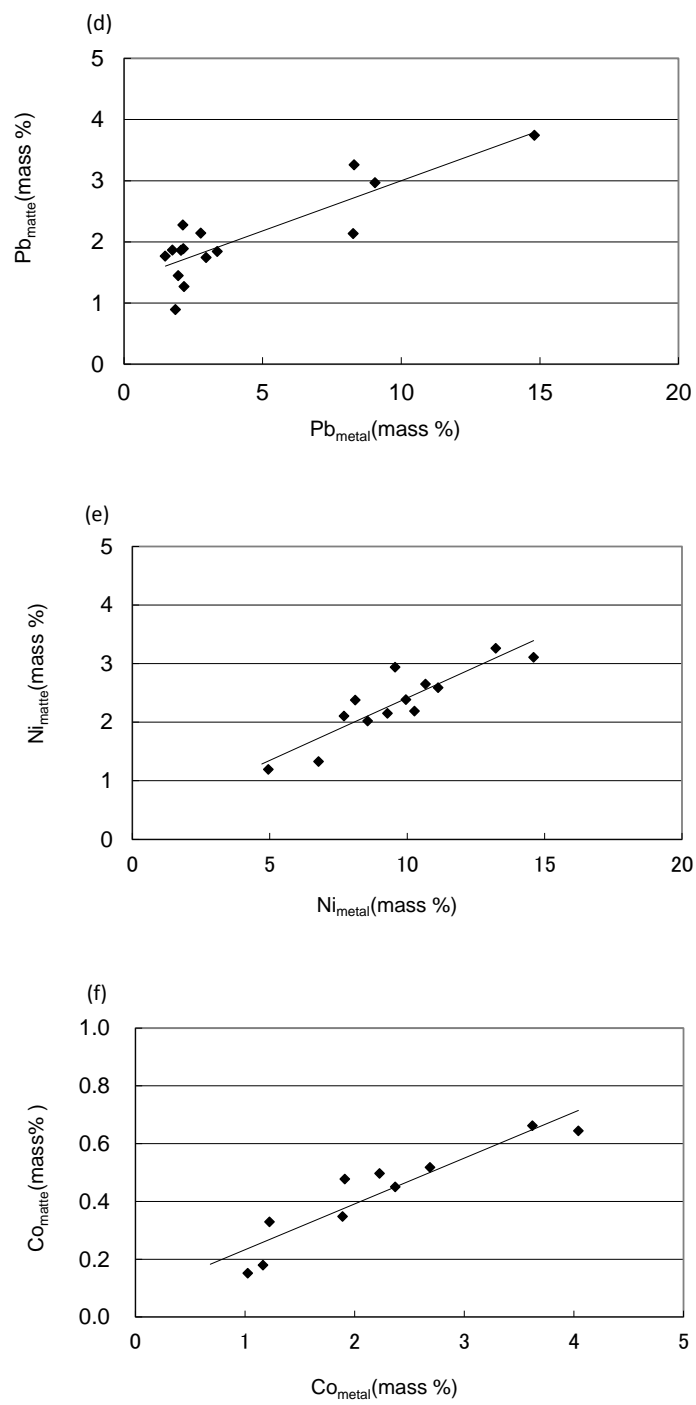 (d)
5
4
3
2
1
0
0 5 10 15 20
Pbmatte(mass %)
Pbmetal(mass %)
(e)
5
4
3
2
1
0
0 5 10 15 20
Nimatte(mass %)
Nimetal(mass %)
(f)
1.0
0.8
0.6
0.4
0.2
0.0
0 1 2 3 4 5
Comatte(mass% )
Cometal(mass %)